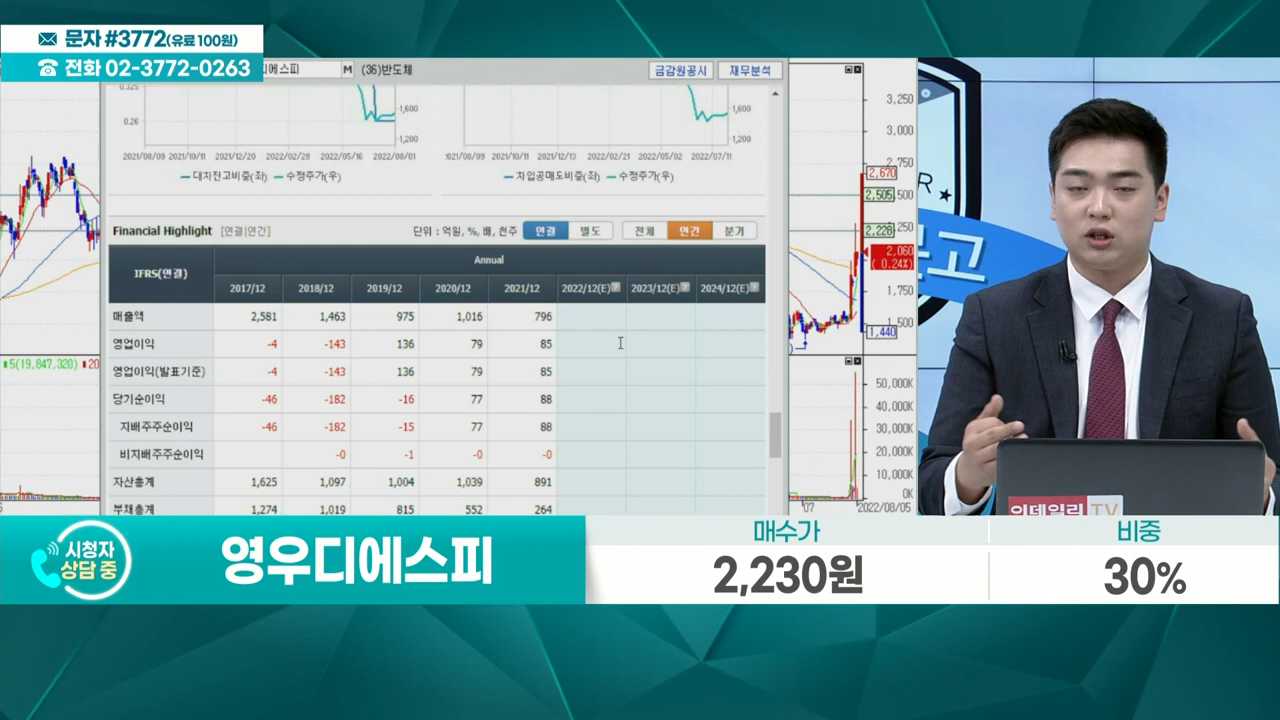 문자 #3772(유료 100원)
전화 02-3772-0263
디에스피 M (36)반도체 금감원공시 재무분석
0.325
0.26
1,600
1,200
2021/08/09 2021/10/11 2021/12/20 2022/02/28 2022/05/16 2022/08/01
대차잔고비중(좌) 수정주가(우)
1,600
1,200
2021/08/09 2021/10/11 2021/12/13 2022/02/21 2022/05/02 2022/07/11
차입공매도비중(좌) 수정주가(우)
Financial Highlight [연결|연간] 단위 : 억원, %, 배, 천주 연결 별도 전체 연간 분기
IFRS(연결) Annual
2017/12 2018/12 2019/12 2020/12 2021/12 2022/12(E) 2023/12(E) 2024/12(E)
매출액 2,581 1,463 975 1,016 796
영업이익 -4 -143 136 79 85
영업이익(발표기준) -4 -143 136 79 85
당기순이익 -46 -182 -16 77 88
지배주주순이익 -46 -182 -15 77 88
비지배주주순이익 -0 -1 -0 -0
자산총계 1,625 1,097 1,004 1,039 891
부채총계 1,274 1,019 815 552 264
5(19,847,320) 20
3,250
3,000
2,750
2,670
2,505
2,228
2,060
( 0.24%)
1,750
1,500
1,440
50,000K
40,000K
30,000K
20,000K
10,000K
0K
07 2022/08/05
R
문고
이데일리 TV
시청자
상담 중
영우디에스피
매수가 비중
2,230원 30%